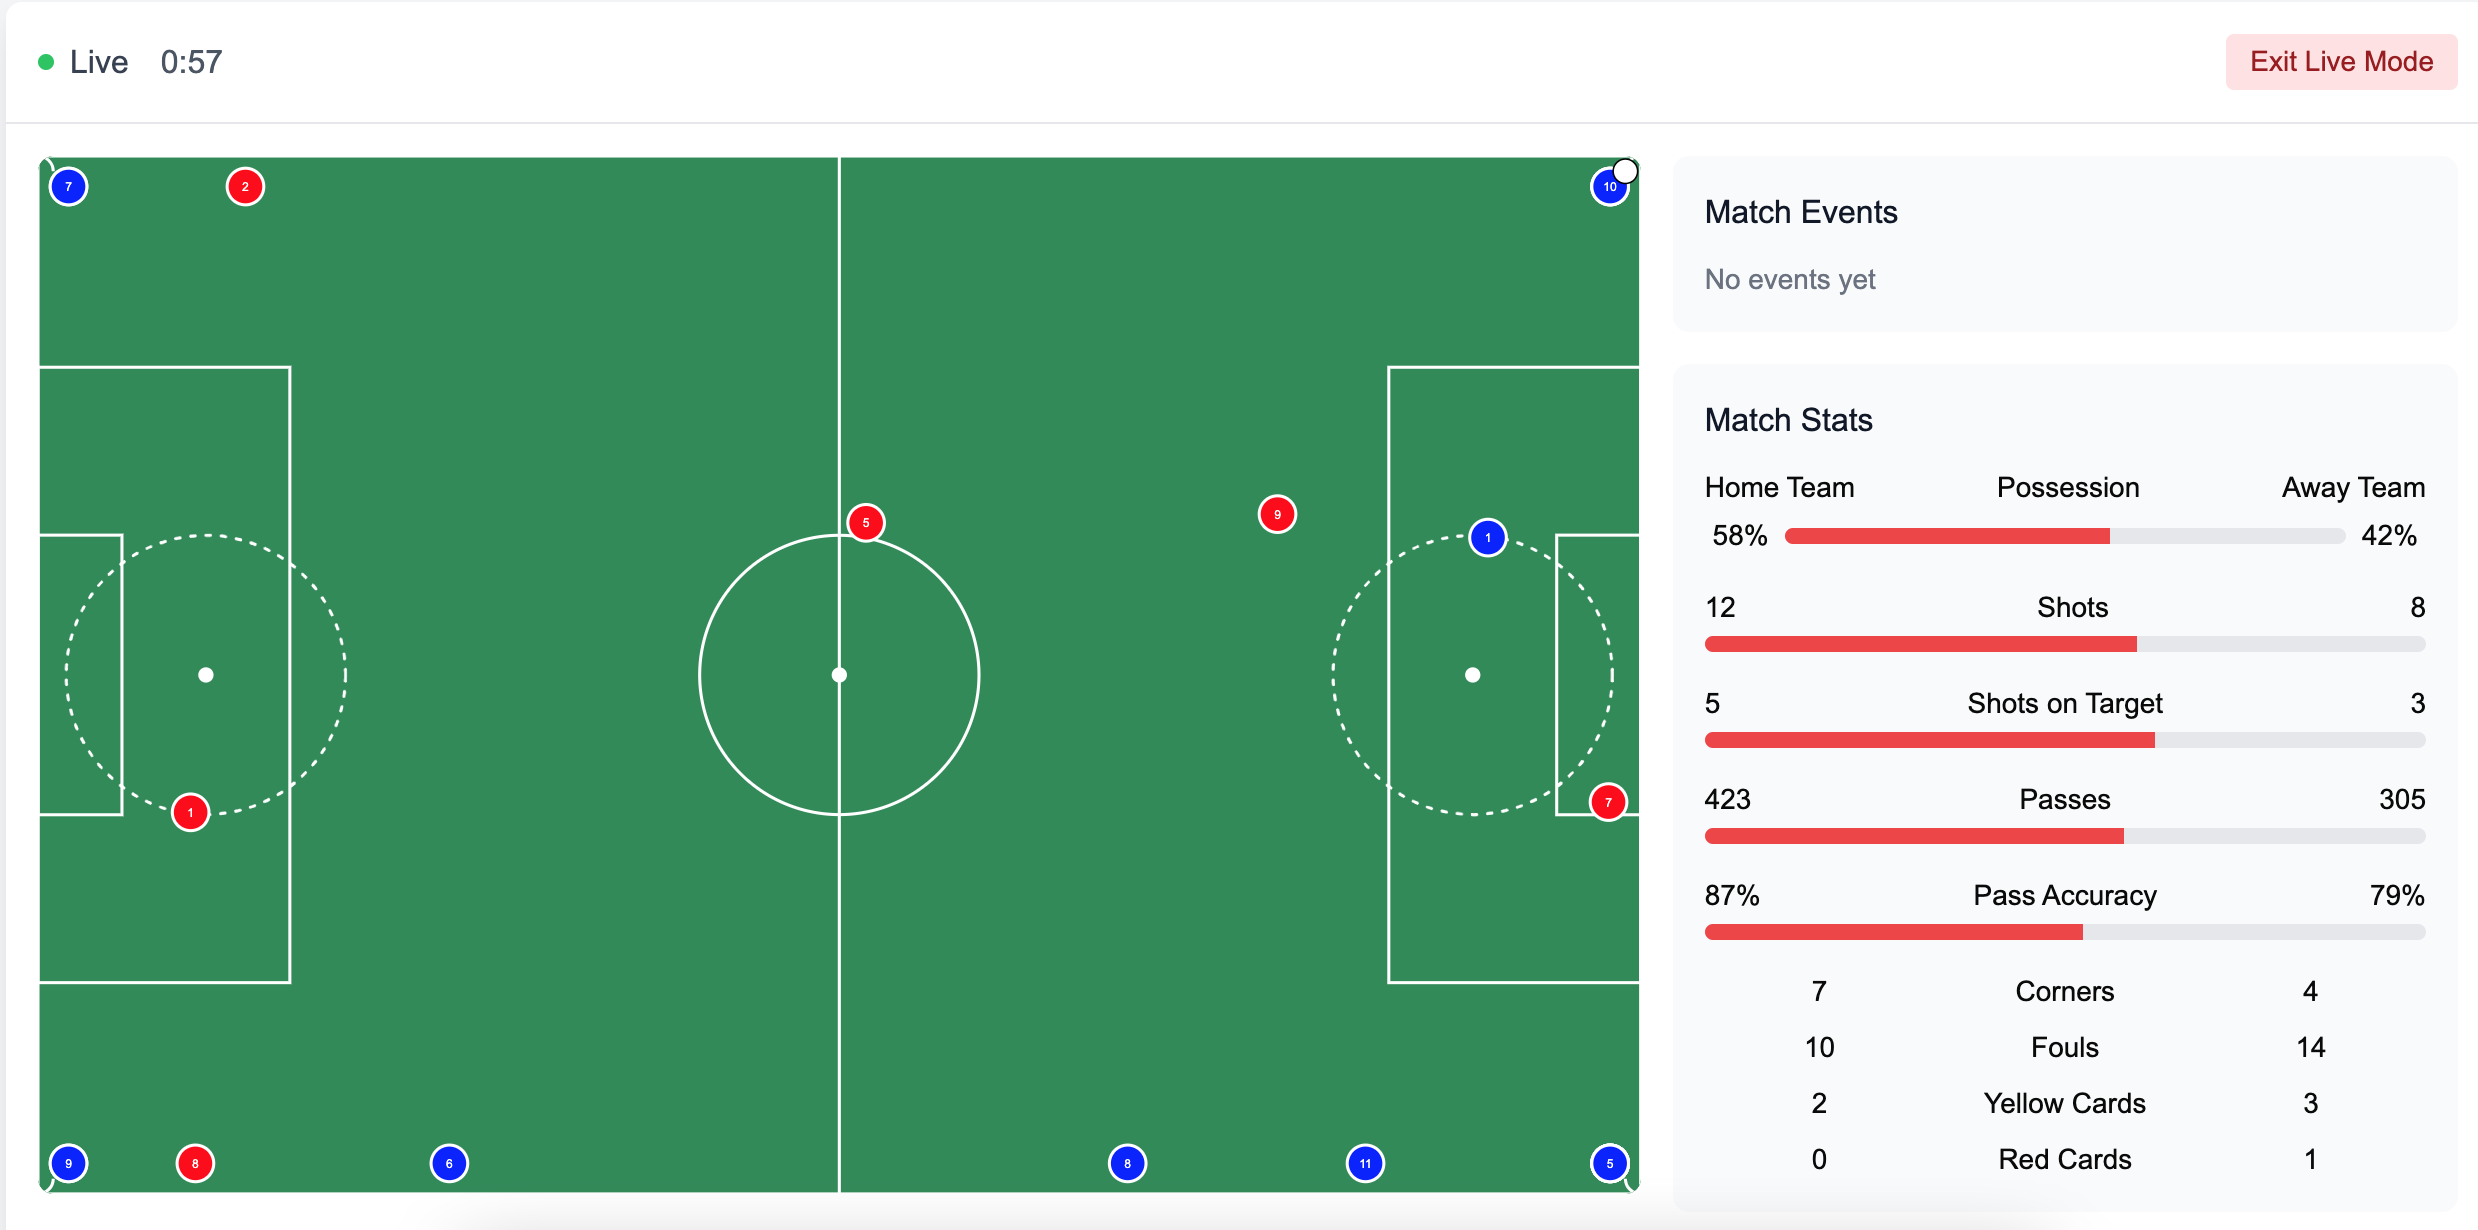 Live 0:57
Exit Live Mode
7
2
10
5
9
1
1
7
9
8
6
8
11
5
Match Events
No events yet
Match Stats
Home Team Possession Away Team
58% 42%
12 Shots 8
5 Shots on Target 3
423 Passes 305
87% Pass Accuracy 79%
7 Corners 4
10 Fouls 14
2 Yellow Cards 3
0 Red Cards 1